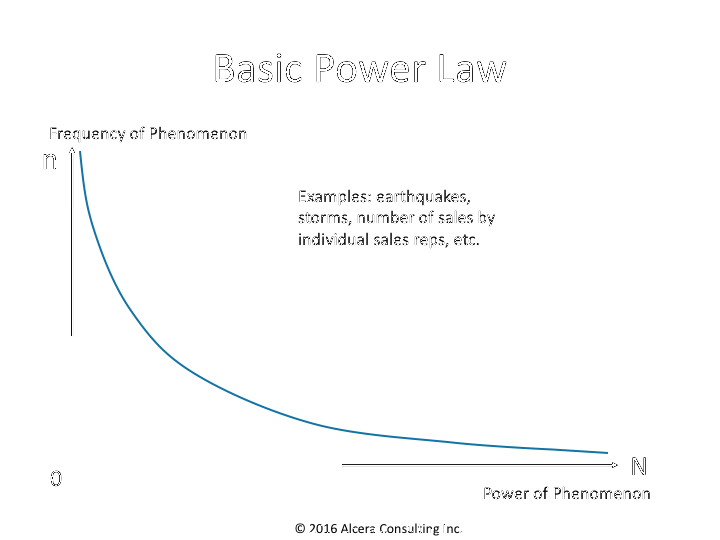 Basic Power Law
Frequency of Phenomenon
n
Examples: earthquakes,
storms, number of sales by
individual sales reps, etc.
0
N
Power of Phenomenon
© 2016 Alcera Consulting Inc.